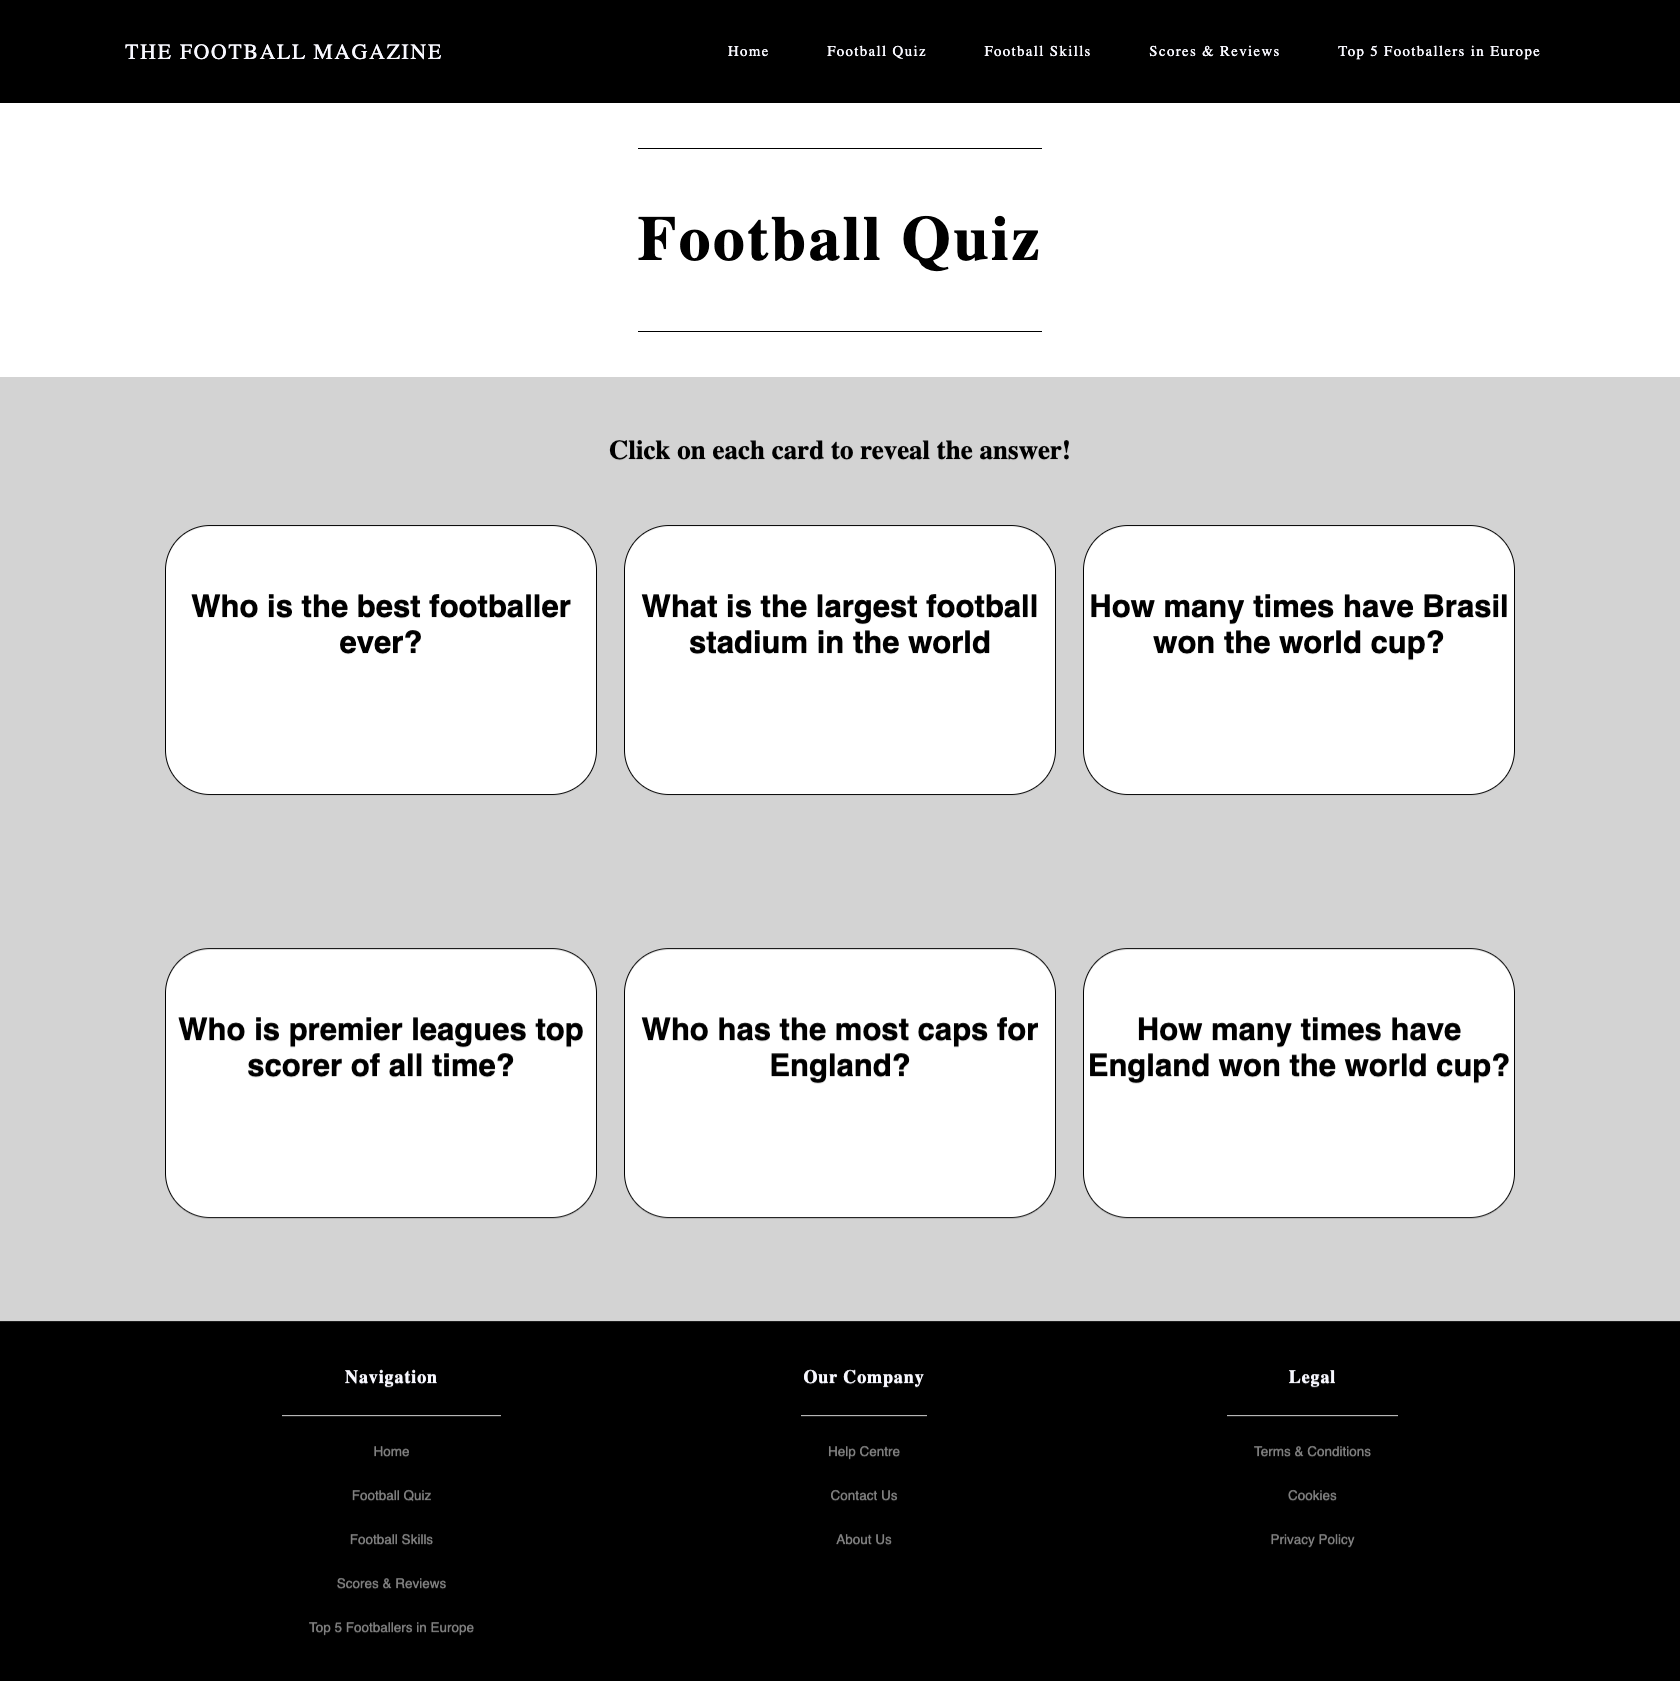 THE FOOTBALL MAGAZINE
Home
Football Quiz
Football Skills
Scores & Reviews
Top 5 Footballers in Europe
Football Quiz
Click on each card to reveal the answer!
Who is the best footballer
ever?
What is the largest football
stadium in the world
How many times have Brasil
won the world cup?
Who is premier leagues top
scorer of all time?
Who has the most caps for
England?
How many times have
England won the world cup?
Navigation
Home
Football Quiz
Football Skills
Scores & Reviews
Top 5 Footballers in Europe
Our Company
Help Centre
Contact Us
About Us
Legal
Terms & Conditions
Cookies
Privacy Policy